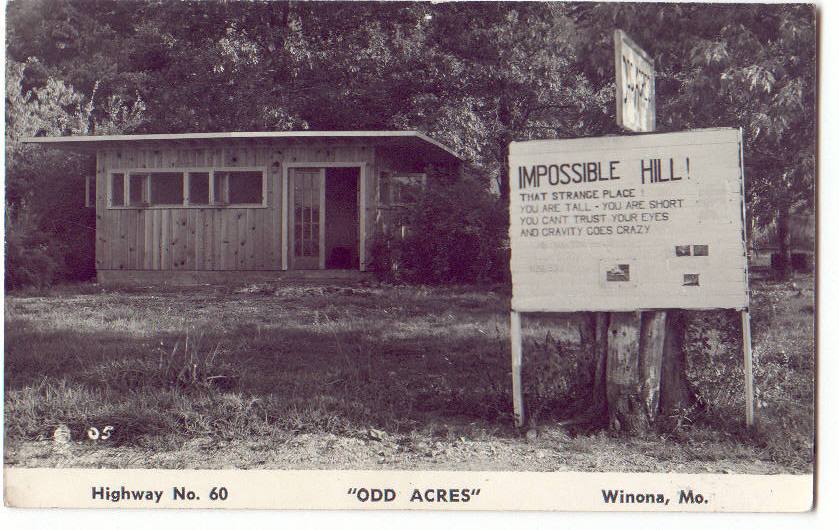 IMPOSSIBLE HILL!
THAT STRANGE PLACE!
YOU ARE TALL - YOU ARE SHORT
YOU CANT TRUST YOUR EYES
AND GRAVITY GOES CRAZY
05
Highway No. 60 "ODD ACRES" Winona, Mo.